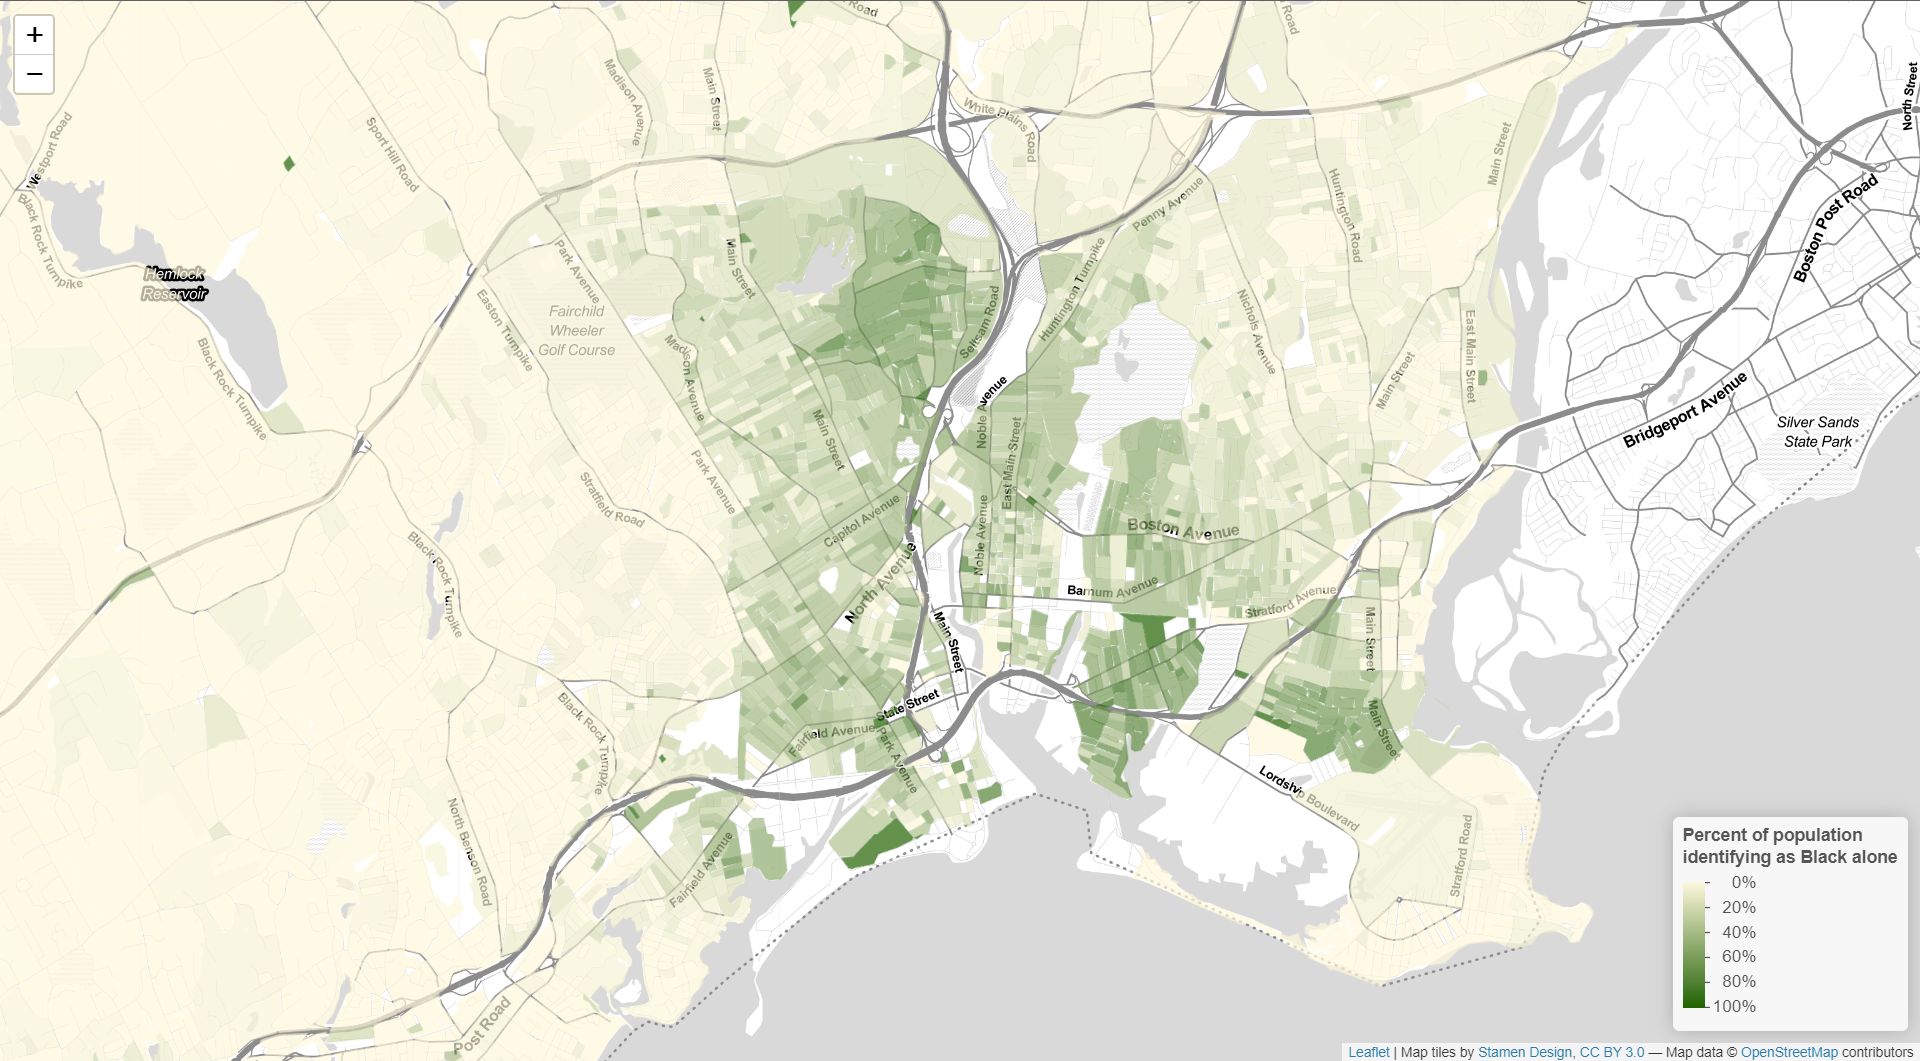 +
−
Road
Road
Madison Avenue
Main Street
White Plains Road
North Street
Westport Road
Sport Hill Road
Main Street
Black Rock Turnpike
Huntington Road
Penny Avenue
Boston Post Road
Hemlock
Reservoir
Park Avenue
Main Street
Huntington Turnpike
Easton Turnpike
Fairchild
Wheeler
Golf Course
Sellsam Road
Nichols Avenue
East Main Street
Black Rock Turnpike
Madison Avenue
Main Street
Avenue
Noble Avenue
Main Street
Bridgeport Avenue
Silver Sands
State Park
Park Avenue
East Main Street
Stratfield Road
Capitol Avenue
Noble Avenue
Boston Avenue
Black Rock Turnpike
North Avenue
Barnum Avenue
Stratford Avenue
Main Street
Main Street
Black Rock Turnpike
State Street
Fairfield Avenue
Park Avenue
Main Street
Lordship Boulevard
North Benson Road
Fairfield Avenue
Stratford Road
Post Road
Percent of population
identifying as Black alone
0%
20%
40%
60%
80%
100%
Leaflet | Map tiles by Stamen Design, CC BY 3.0 — Map data © OpenStreetMap contributors